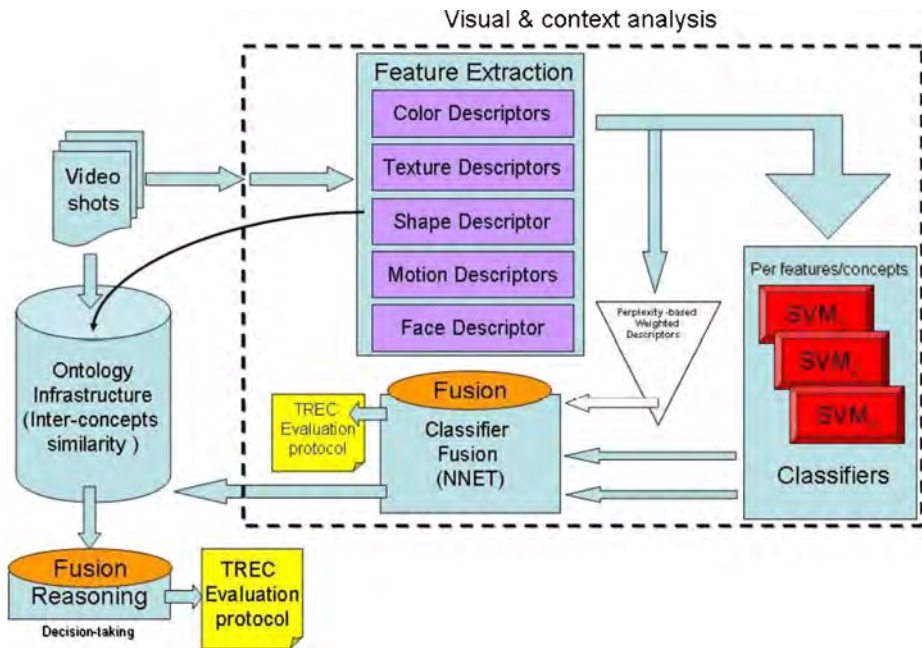 Visual & context analysis
Feature Extraction
Color Descriptors
Texture Descriptors
Shape Descriptor
Motion Descriptors
Face Descriptor
Video
shots
Per features/concepts
SVM
SVM
SVM
Classifiers
Perplexity -based
Weighted
Descriptors
Ontology
Infrastructure
(Inter-concepts
similarity )
Fusion
Classifier
Fusion
(NNET)
TREC
Evaluation
protocol
Fusion
Reasoning
Decision-taking
TREC
Evaluation
protocol